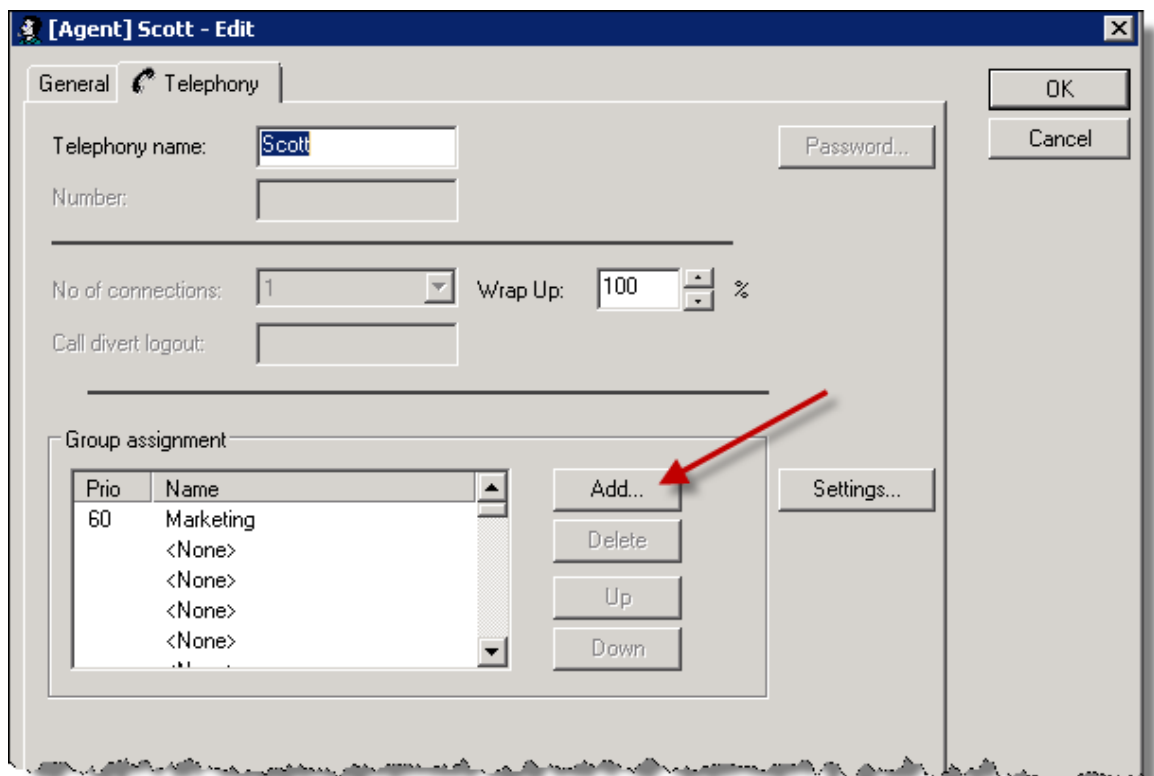 [Agent] Scott - Edit
General Telephony
OK
Telephony name: Scott Password... Cancel
Number:
No of connections: 1 Wrap Up: 100 %
Call divert logout:
Group assignment
Prio Name Add... Settings...
60 Marketing
<None> Delete
<None>
<None> Up
<None> Down